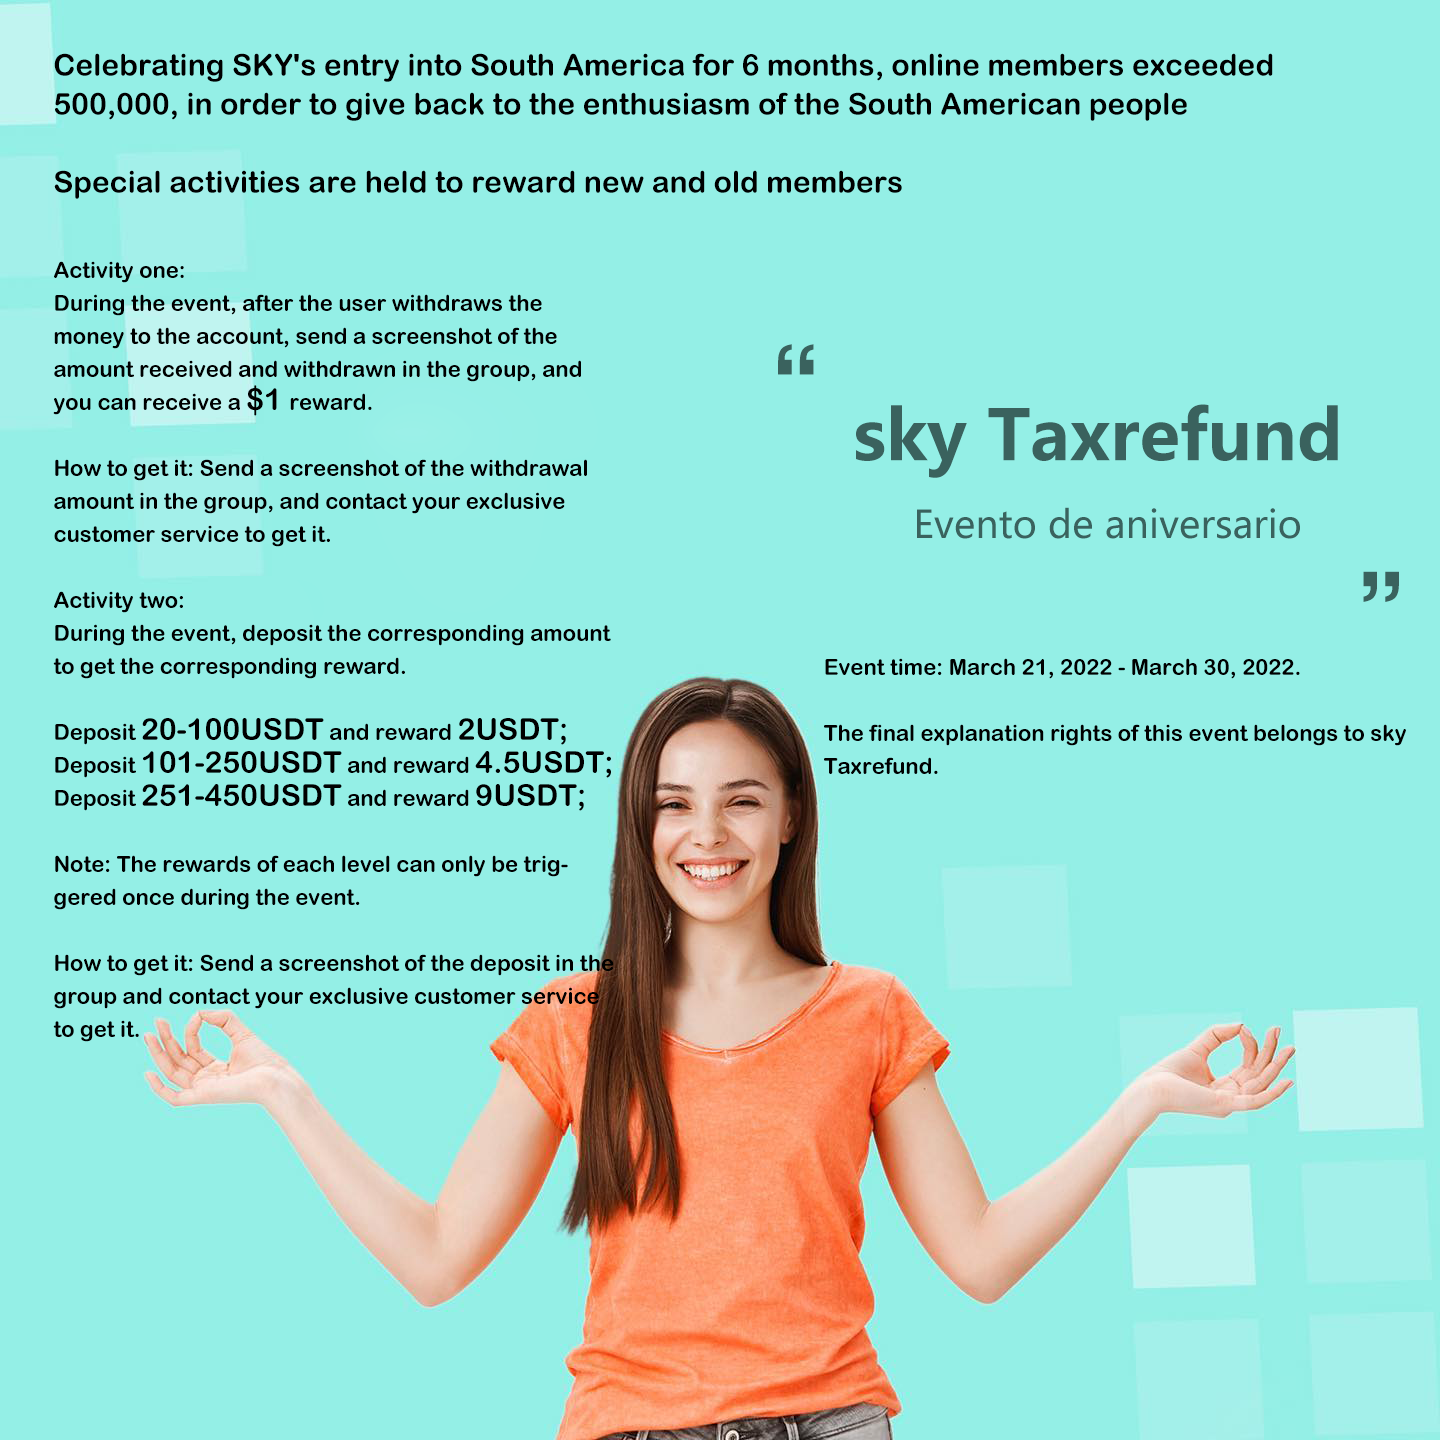 Celebrating SKY's entry into South America for 6 months, online members exceeded
500,000, in order to give back to the enthusiasm of the South American people
Special activities are held to reward new and old members
Activity one:
During the event, after the user withdraws the
money to the account, send a screenshot of the
amount received and withdrawn in the group, and
you can receive a $1 reward.
How to get it: Send a screenshot of the withdrawal
amount in the group, and contact your exclusive
customer service to get it.
Activity two:
During the event, deposit the corresponding amount
to get the corresponding reward.
Deposit 20-100USDT and reward 2USDT;
Deposit 101-250USDT and reward 4.5USDT;
Deposit 251-450USDT and reward 9USDT;
Note: The rewards of each level can only be trig-
gered once during the event.
How to get it: Send a screenshot of the deposit in the
group and contact your exclusive customer service
to get it.
“
sky Taxrefund
Evento de aniversario
”
Event time: March 21, 2022 - March 30, 2022.
The final explanation rights of this event belongs to sky
Taxrefund.